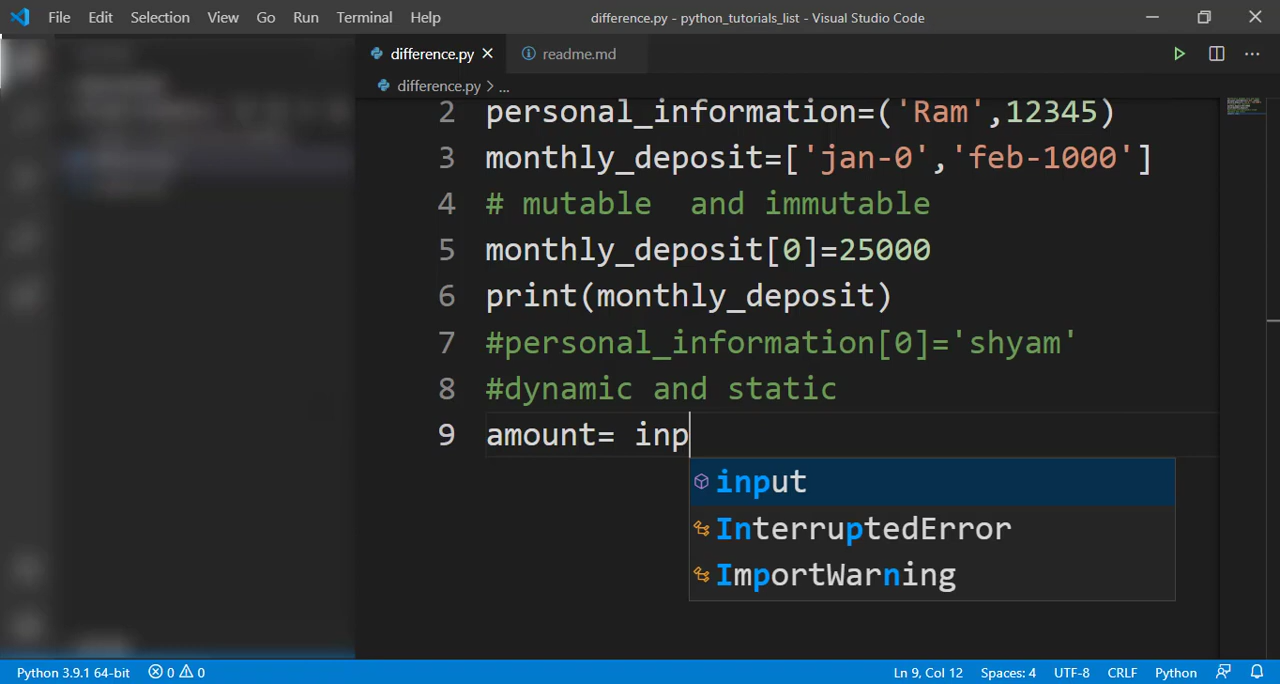 File Edit Selection View Go Run Terminal Help difference.py - python_tutorials_list - Visual Studio Code
difference.py readme.md
difference.py > ...
2 personal_information=('Ram',12345)
3 monthly_deposit=['jan-0','feb-1000']
4 # mutable  and immutable
5 monthly_deposit[0]=25000
6 print(monthly_deposit)
7 #personal_information[0]='shyam'
8 #dynamic and static
9 amount= inp
input
InterruptedError
ImportWarning
Python 3.9.1 64-bit 0 0 Ln 9, Col 12 Spaces: 4 UTF-8 CRLF Python